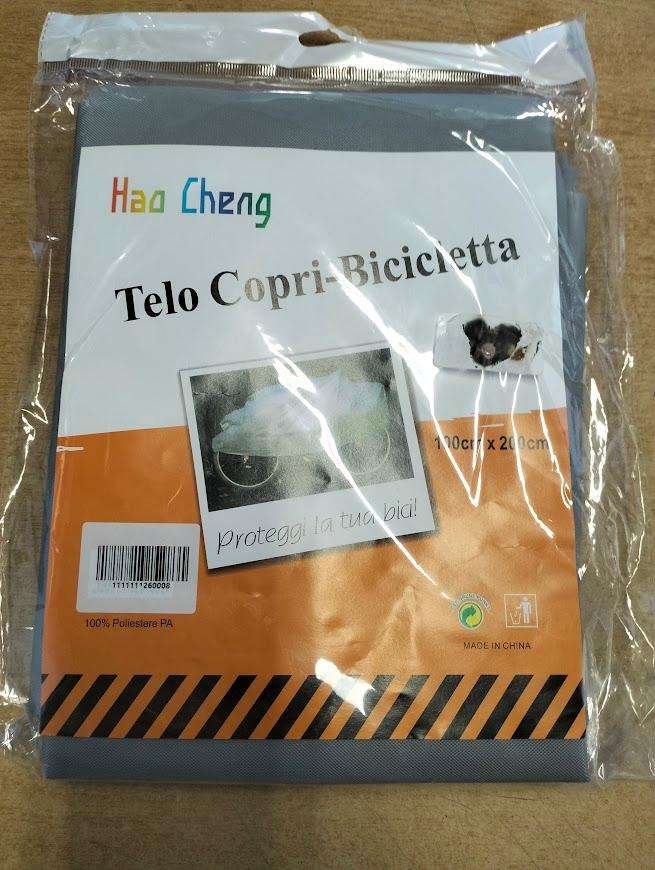 Hao Cheng
Telo Copri-Bicicletta
100cm x 200cm
Proteggi la tua bici!
1111111260008
100% Poliestere PA
MADE IN CHINA